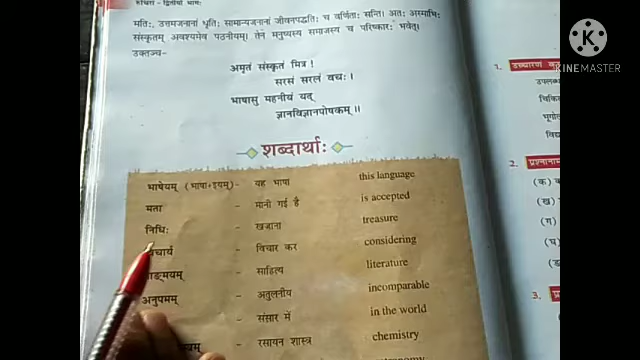 रुचिरा - द्वितीयो भागः
मतिः, उत्तमजनानां धृतिः सामान्यजनानां जीवनपद्धतिः च वर्णिताः सन्ति। अतः अस्माभिः
संस्कृतम् अवश्यमेव पठनीयम्। तेन मनुष्यस्य समाजस्य च परिष्कारः भवेत्।
उक्तञ्च-
अमृतं संस्कृतं मित्र !
सरसं सरलं वचः।
भाषासु महनीयं यद्
ज्ञानविज्ञानपोषकम्॥
शब्दार्थाः
भाषेयम् (भाषा+इयम्) - यह भाषा this language
मता - मानी गई है is accepted
निधिः - खज़ाना treasure
- विचार कर considering
- साहित्य literature
अनुपमम् - अतुलनीय incomparable
- संसार में in the world
- रसायन शास्त्र chemistry
1.
2.
(क)
(ख)
(ग)
(घ)
3.
KINEMASTER